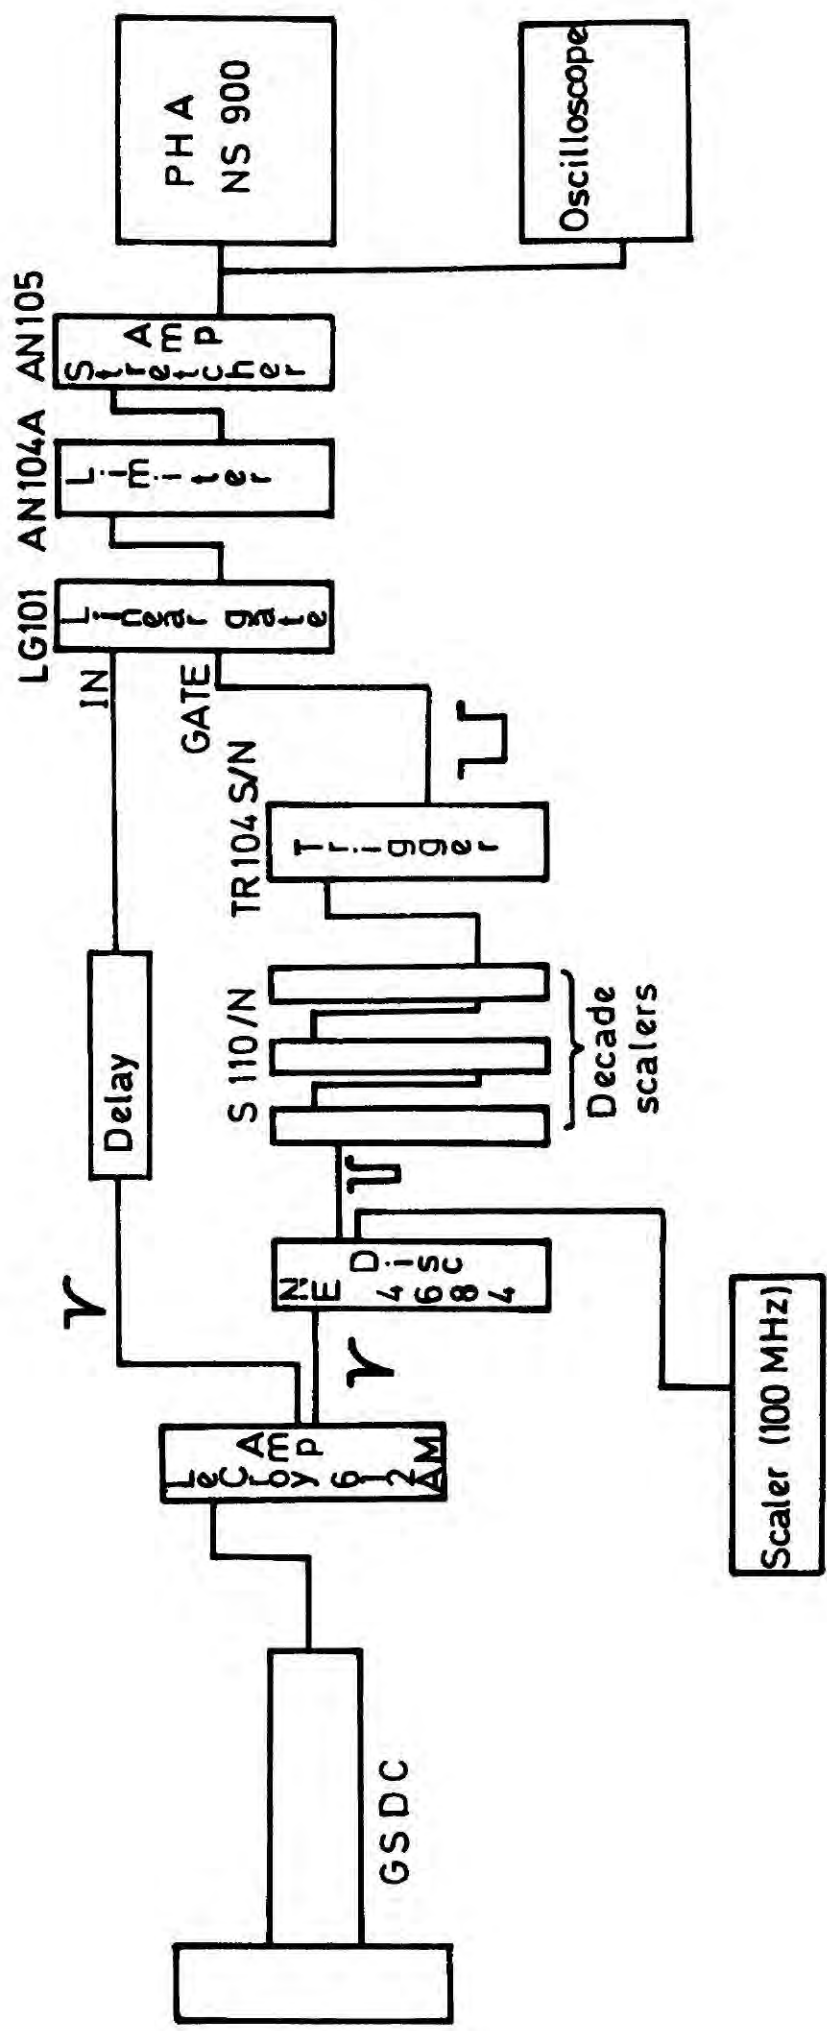 GSDC
LeCroy 612AM
Amp
Delay
NE 4684
Disc
Scaler (100 MHz)
S 110/N
Decade
scalers
TR104 S/N
Trigger
IN
GATE
LG101
Linear gate
AN104A
Limiter
AN105
Stretcher
Amp
PHA
NS 900
Oscilloscope